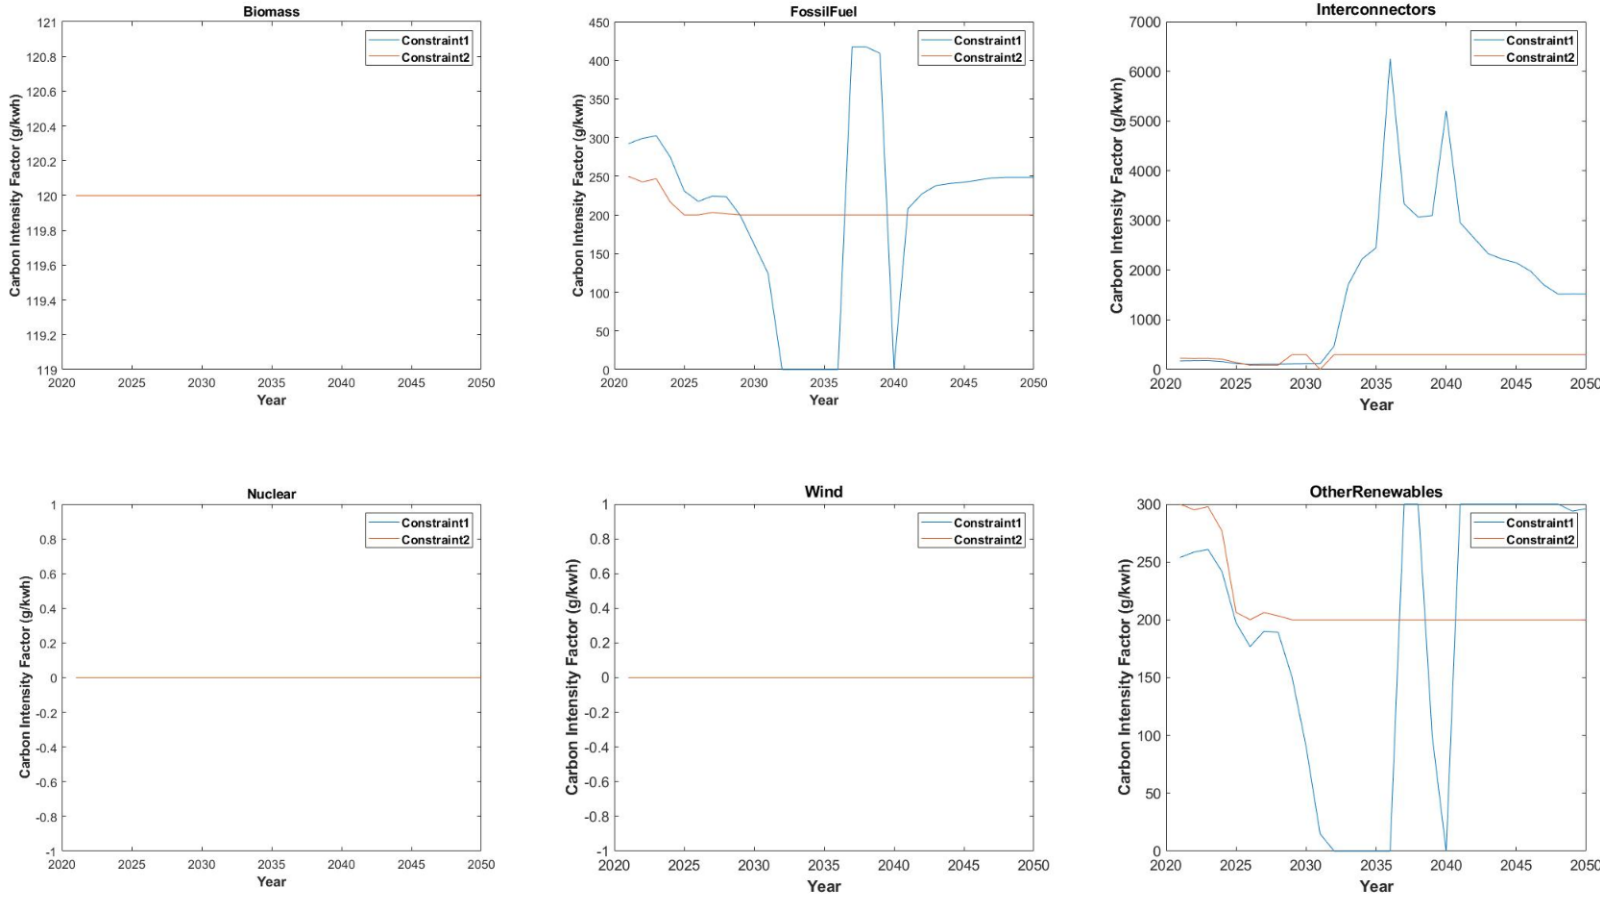 Biomass
Carbon Intensity Factor (g/kwh)
121
120.8
120.6
120.4
120.2
120
119.8
119.6
119.4
119.2
119
2020 2025 2030 2035 2040 2045 2050
Year
Constraint1
Constraint2
FossilFuel
Carbon Intensity Factor (g/kwh)
450
400
350
300
250
200
150
100
50
0
2020 2025 2030 2035 2040 2045 2050
Year
Constraint1
Constraint2
Interconnectors
Carbon Intensity Factor (g/kwh)
7000
6000
5000
4000
3000
2000
1000
0
2020 2025 2030 2035 2040 2045 2050
Year
Constraint1
Constraint2
Nuclear
Carbon Intensity Factor (g/kwh)
1
0.8
0.6
0.4
0.2
0
-0.2
-0.4
-0.6
-0.8
-1
2020 2025 2030 2035 2040 2045 2050
Year
Constraint1
Constraint2
Wind
Carbon Intensity Factor (g/kwh)
1
0.8
0.6
0.4
0.2
0
-0.2
-0.4
-0.6
-0.8
-1
2020 2025 2030 2035 2040 2045 2050
Year
Constraint1
Constraint2
OtherRenewables
Carbon Intensity Factor (g/kwh)
300
250
200
150
100
50
0
2020 2025 2030 2035 2040 2045 2050
Year
Constraint1
Constraint2